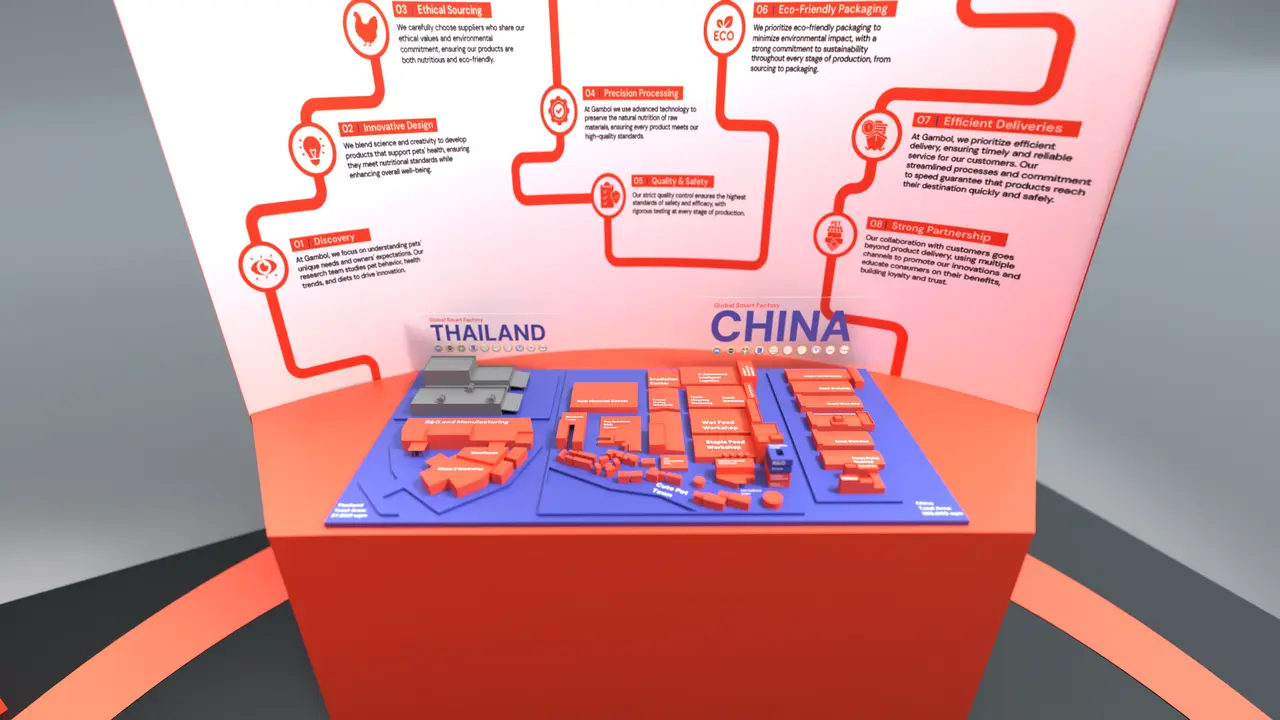 03 Ethical Sourcing
We carefully choose suppliers who share our
ethical values and environmental
commitment, ensuring our products are
both nutritious and eco-friendly.
02 Innovative Design
We blend science and creativity to develop
products that support pets' health, ensuring
they meet nutritional standards while
enhancing overall well-being.
01 Discovery
At Gambol, we focus on understanding pets'
unique needs and owners' expectations. Our
research team studies pet behavior, health
trends, and diets to drive innovation.
04 Precision Processing
At Gambol we use advanced technology to
preserve the natural nutrition of raw
materials, ensuring every product meets our
high-quality standards.
05 Quality & Safety
Our strict quality control ensures the highest
standards of safety and efficacy, with
rigorous testing at every stage of production.
ECO
06 Eco-Friendly Packaging
We prioritize eco-friendly packaging to
minimize environmental impact, with a
strong commitment to sustainability
throughout every stage of production, from
sourcing to packaging.
07 Efficient Deliveries
At Gambol, we prioritize efficient
delivery, ensuring timely and reliable
service for our customers. Our
streamlined processes and commitment
to speed guarantee that products reach
their destination quickly and safely.
PET
08 Strong Partnership
Our collaboration with customers goes
beyond product delivery, using multiple
channels to promote our innovations and
educate consumers on their benefits,
building loyalty and trust.
Global Smart Factory
THAILAND
Global Smart Factory
CHINA
R&D and Manufacturing
Raw Material Center
Wet Food
Workshop
Staple Food
Workshop
Cute Pet
Town
Thailand
Total Area:
China
Total Area: